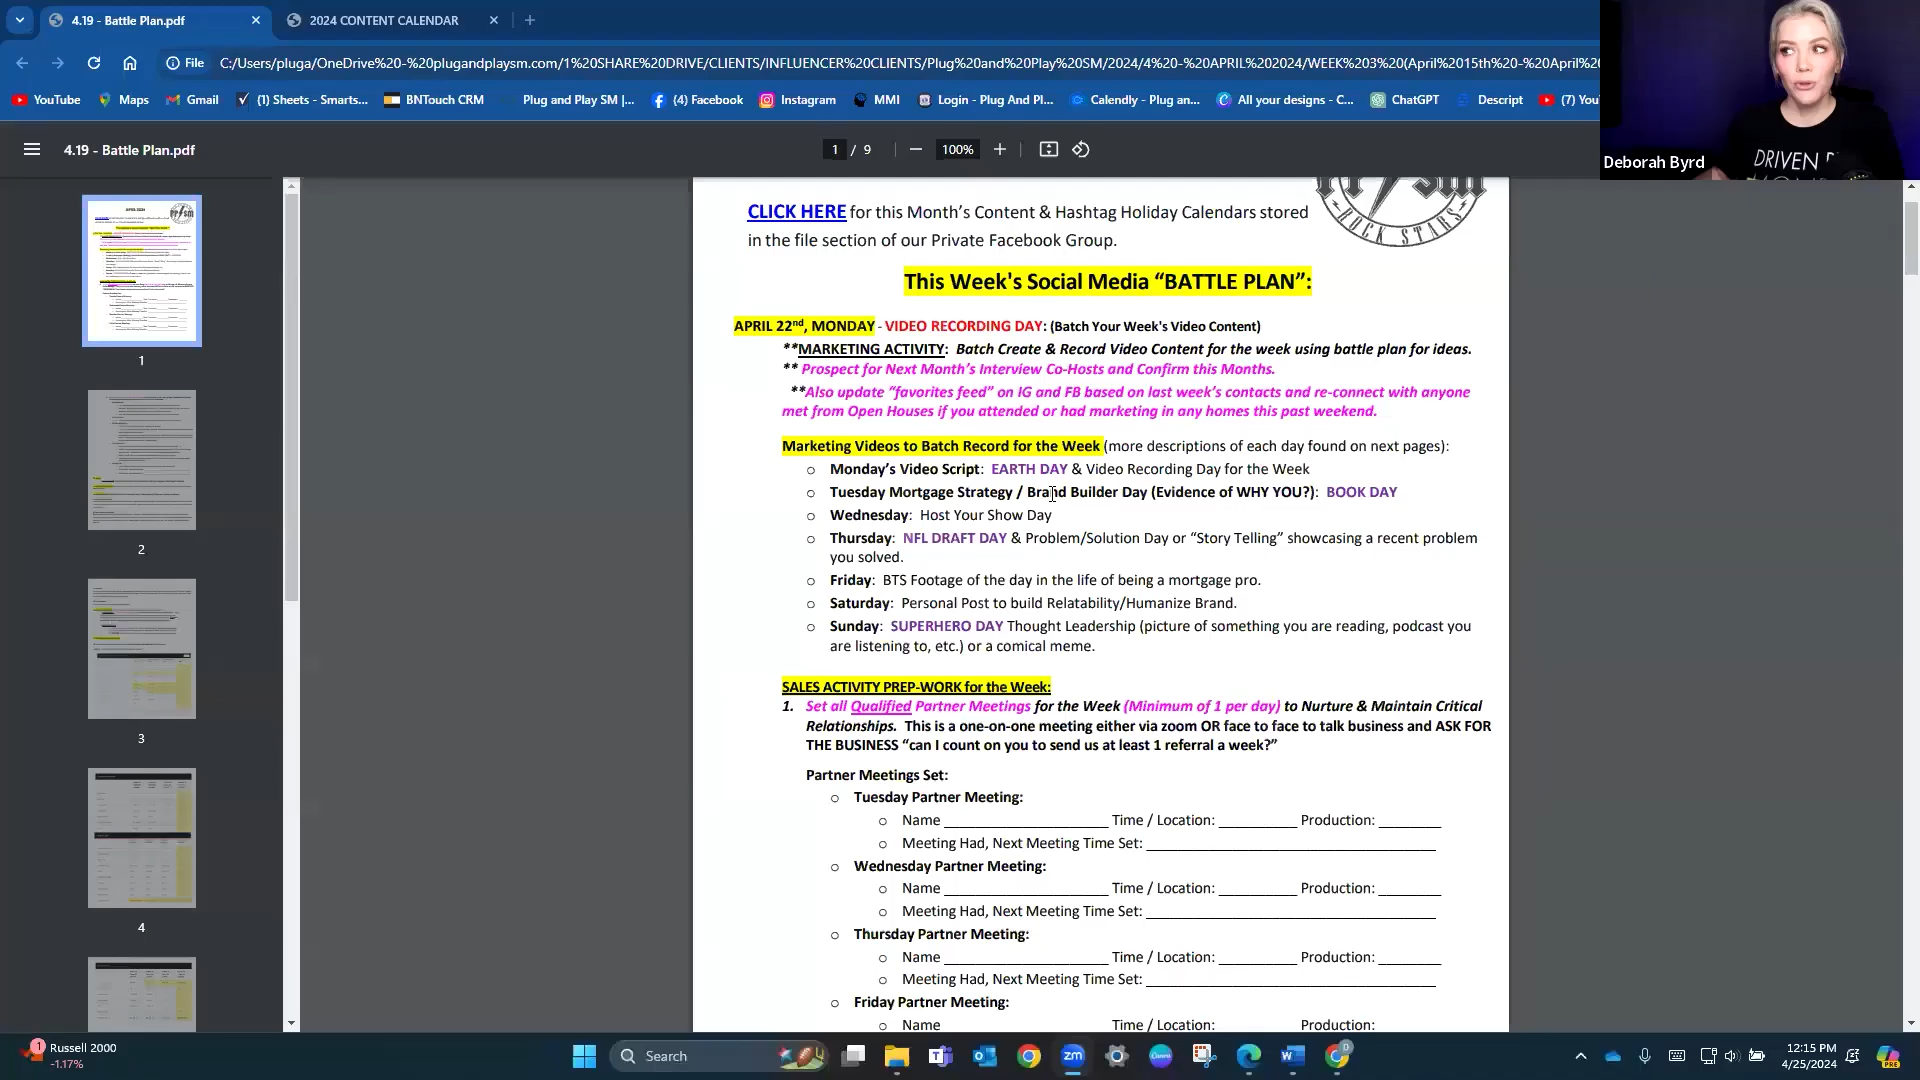 4.19 - Battle Plan.pdf
2024 CONTENT CALENDAR
File
C:/Users/pluga/OneDrive%20-%20plugandplaysm.com/1%20SHARE%20DRIVE/CLIENTS/INFLUENCER%20CLIENTS/Plug%20and%20Play%20SM/2024/4%20-%20APRIL%202024/WEEK%203%20(April%2015th%20-%20April%20
YouTube
Maps
Gmail
(1) Sheets - Smarts...
BNTouch CRM
Plug and Play SM |...
(4) Facebook
Instagram
MMI
Login - Plug And Pl...
Calendly - Plug an...
All your designs - C...
ChatGPT
Descript
(7) You
DRIVEN
Deborah Byrd
4.19 - Battle Plan.pdf
1 / 9
100%
ROCK STARS
CLICK HERE for this Month's Content & Hashtag Holiday Calendars stored
in the file section of our Private Facebook Group.
This Week's Social Media “BATTLE PLAN”:
APRIL 22nd, MONDAY - VIDEO RECORDING DAY: (Batch Your Week's Video Content)
**MARKETING ACTIVITY: Batch Create & Record Video Content for the week using battle plan for ideas.
** Prospect for Next Month's Interview Co-Hosts and Confirm this Months.
**Also update “favorites feed” on IG and FB based on last week's contacts and re-connect with anyone
met from Open Houses if you attended or had marketing in any homes this past weekend.
Marketing Videos to Batch Record for the Week (more descriptions of each day found on next pages):
o Monday's Video Script: EARTH DAY & Video Recording Day for the Week
o Tuesday Mortgage Strategy / Brand Builder Day (Evidence of WHY YOU?): BOOK DAY
o Wednesday: Host Your Show Day
o Thursday: NFL DRAFT DAY & Problem/Solution Day or “Story Telling” showcasing a recent problem
you solved.
o Friday: BTS Footage of the day in the life of being a mortgage pro.
o Saturday: Personal Post to build Relatability/Humanize Brand.
o Sunday: SUPERHERO DAY Thought Leadership (picture of something you are reading, podcast you
are listening to, etc.) or a comical meme.
SALES ACTIVITY PREP-WORK for the Week:
1. Set all Qualified Partner Meetings for the Week (Minimum of 1 per day) to Nurture & Maintain Critical
Relationships. This is a one-on-one meeting either via zoom OR face to face to talk business and ASK FOR
THE BUSINESS “can I count on you to send us at least 1 referral a week?”
Partner Meetings Set:
o Tuesday Partner Meeting:
o Name ____________________ Time / Location: __________ Production: ________
o Meeting Had, Next Meeting Time Set: ____________________________________
o Wednesday Partner Meeting:
o Name ____________________ Time / Location: __________ Production: ________
o Meeting Had, Next Meeting Time Set: ____________________________________
o Thursday Partner Meeting:
o Name ____________________ Time / Location: __________ Production: ________
o Meeting Had, Next Meeting Time Set: ____________________________________
o Friday Partner Meeting:
o Name Time / Location: Production:
1
2
3
4
1
Russell 2000
-1.17%
Search
zm
12:15 PM
4/25/2024